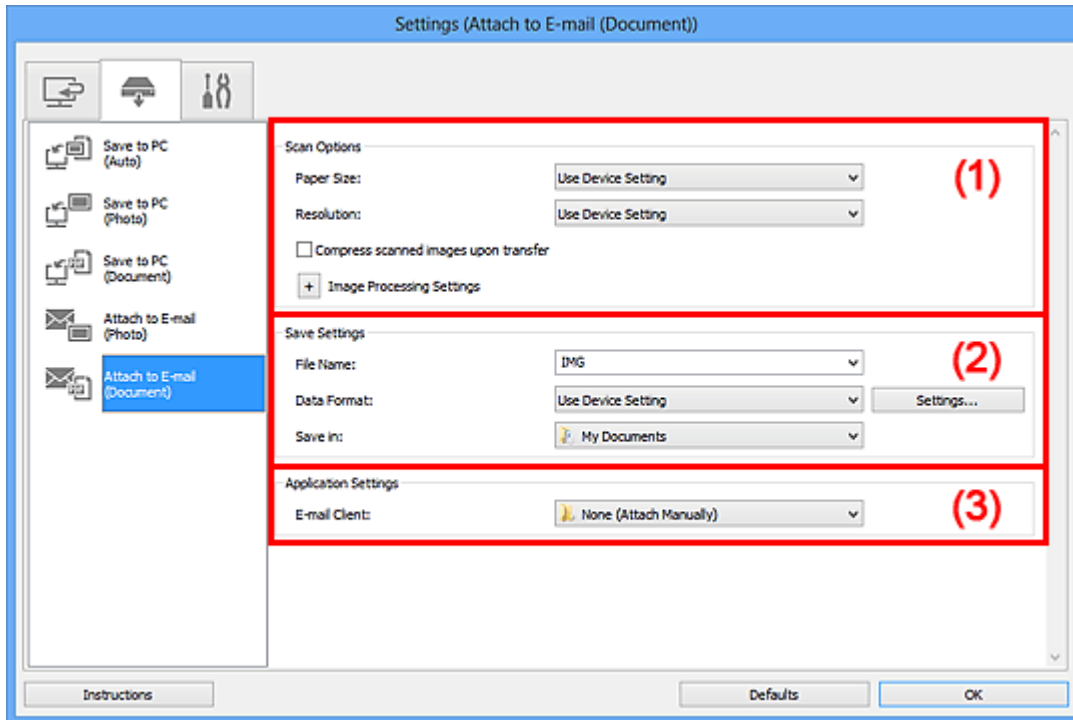 Settings (Attach to E-mail (Document))
Save to PC
(Auto)
Save to PC
(Photo)
Save to PC
(Document)
Attach to E-mail
(Photo)
Attach to E-mail
(Document)
Scan Options
(1)
Paper Size:
Use Device Setting
Resolution:
Use Device Setting
Compress scanned images upon transfer
+ Image Processing Settings
Save Settings
(2)
File Name:
IMG
Data Format:
Use Device Setting
Settings...
Save in:
My Documents
Application Settings
(3)
E-mail Client:
None (Attach Manually)
Instructions
Defaults
OK